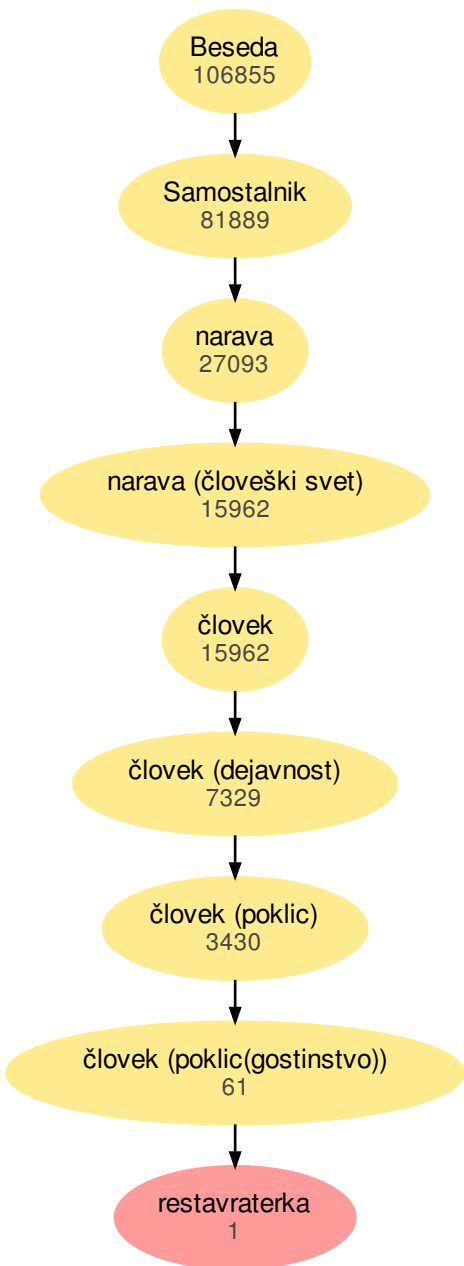 Beseda
106855
Samostalnik
81889
narava
27093
narava (človeški svet)
15962
človek
15962
človek (dejavnost)
7329
človek (poklic)
3430
človek (poklic(gostinstvo))
61
restavraterka
1